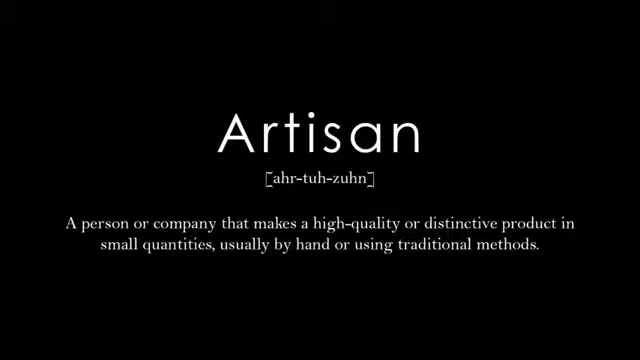 Artisan
[ahr-tuh-zuhn]
A person or company that makes a high-quality or distinctive product in
small quantities, usually by hand or using traditional methods.